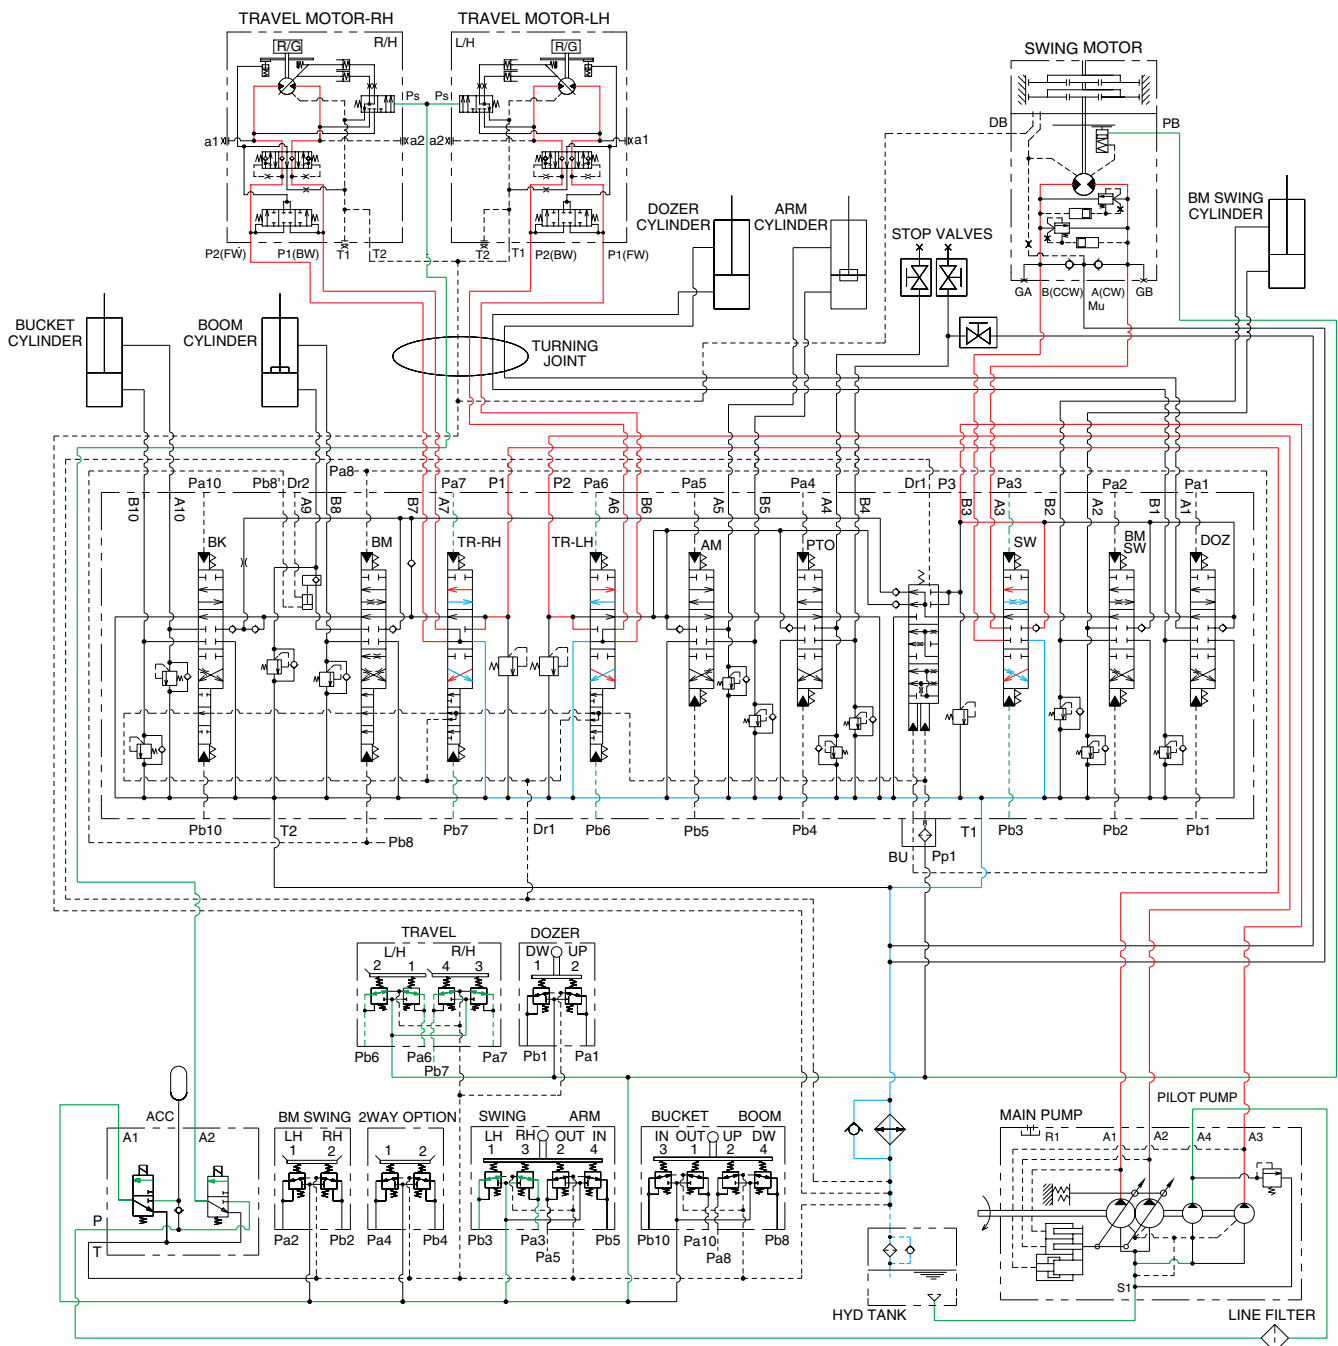 TRAVEL MOTOR-RH TRAVEL MOTOR-LH
R/G R/H L/H R/G
SWING MOTOR
Ps Ps
DB PB
a1 a2 a2 a1
DOZER CYLINDER
ARM CYLINDER
STOP VALVES
BM SWING CYLINDER
P2(FW) P1(BW) T1 T2 T2 T1 P2(BW) P1(FW)
GA B(CCW) A(CW) GB
Mu
BUCKET CYLINDER
BOOM CYLINDER
TURNING JOINT
Pa8
Pa10 Pb8' Dr2 Pa7 P1 P2 Pa6 Pa5 Pa4 Dr1 P3 Pa3 Pa2 Pa1
B10 A10 A9 B8 B7 A7 A6 B6 A5 B5 A4 B4 B3 A3 B2 A2 B1 A1
BK BM TR-RH TR-LH AM PTO SW BM SW DOZ
Pb10 T2 Pb8 Pb7 Dr1 Pb6 Pb5 Pb4 BU Pp1 T1 Pb3 Pb2 Pb1
TRAVEL
L/H R/H
2 1 4 3
Pb6 Pa6 Pb7 Pa7
DOZER
DW UP
1 2
Pb1 Pa1
ACC
A1 A2
P
T
BM SWING
LH RH
1 2
Pa2 Pb2
2WAY OPTION
1 2
Pa4 Pb4
SWING ARM
LH RH OUT IN
1 3 2 4
Pb3 Pa3 Pa5 Pb5
BUCKET BOOM
IN OUT UP DW
3 1 2 4
Pb10 Pa10 Pa8 Pb8
MAIN PUMP
PILOT PUMP
R1 A1 A2 A4 A3
S1
HYD TANK
LINE FILTER